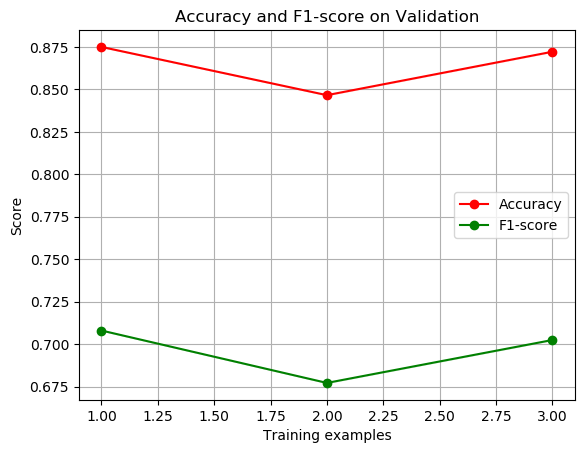 Accuracy and F1-score on Validation
0.875
0.850
0.825
0.800
0.775
0.750
0.725
0.700
0.675
Score
Accuracy
F1-score
1.00 1.25 1.50 1.75 2.00 2.25 2.50 2.75 3.00
Training examples